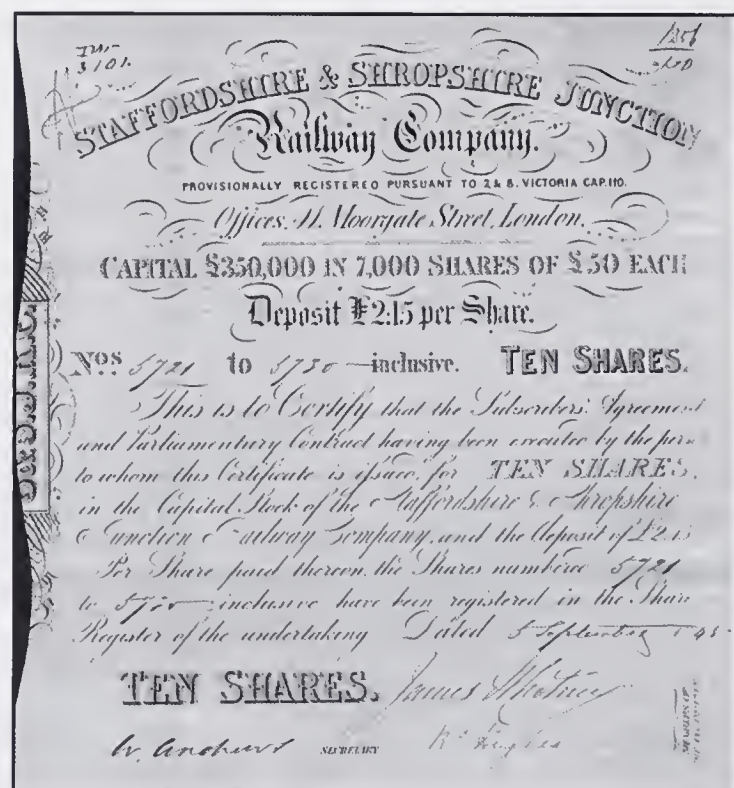 1206
3101.
STAFFORDSHIRE & SHROPSHIRE JUNCTION
Railway Company.
PROVISIONALLY REGISTERED PURSUANT TO 7 & 8. VICTORIA CAP. 110.
Offices, 41, Moorgate Street, London.
CAPITAL £350,000 IN 7,000 SHARES OF £50 EACH
Deposit £2:15 per Share.
Nos. 5721 to 5730 — inclusive. TEN SHARES.
This is to Certify that the Subscribers' Agreement
and Parliamentary Contract having been executed by the
to whom this Certificate is issued, for TEN SHARES.
in the Capital Stock of the Staffordshire & Shropshire
Junction Railway Company, and the deposit of £2.15
Per Share paid thereon, the Shares numbered 5721
to 5730 inclusive have been registered in the Share
Register of the undertaking Dated 5 September
TEN SHARES. James
W. Andrews SECRETARY